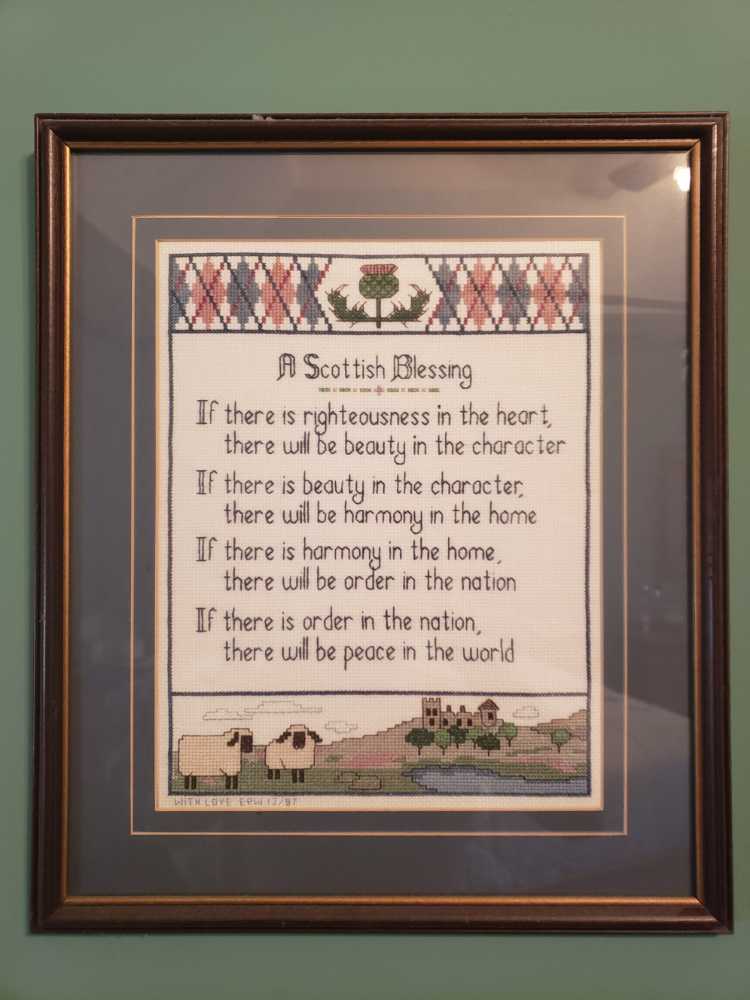 A Scottish Blessing
If there is righteousness in the heart,
there will be beauty in the character
If there is beauty in the character,
there will be harmony in the home
If there is harmony in the home,
there will be order in the nation
If there is order in the nation,
there will be peace in the world
WITH LOVE EPW 12/97